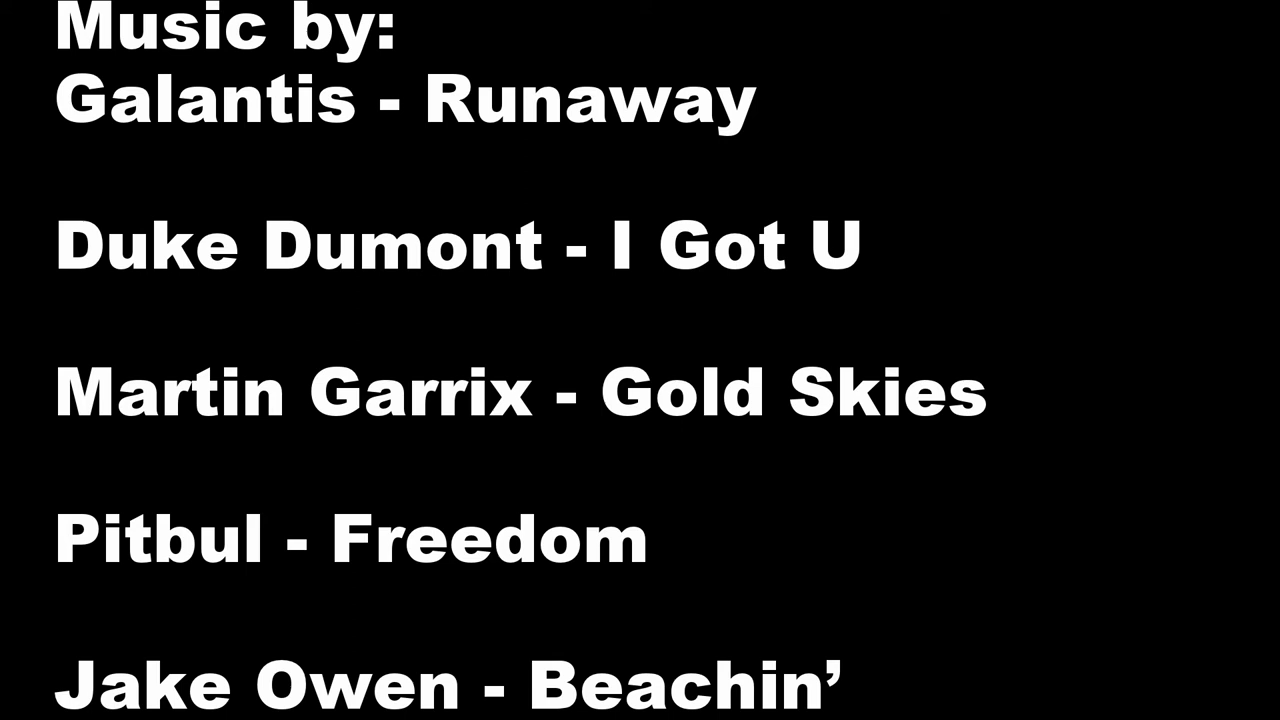 Music by:
Galantis - Runaway
Duke Dumont - I Got U
Martin Garrix - Gold Skies
Pitbul - Freedom
Jake Owen - Beachin’